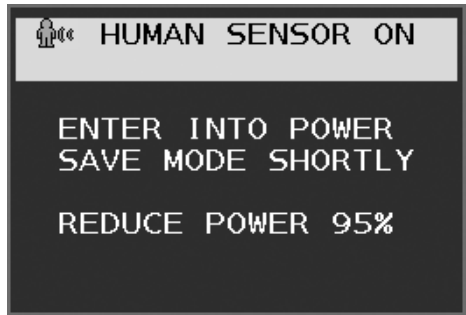 HUMAN SENSOR ON
ENTER INTO POWER
SAVE MODE SHORTLY
REDUCE POWER 95%